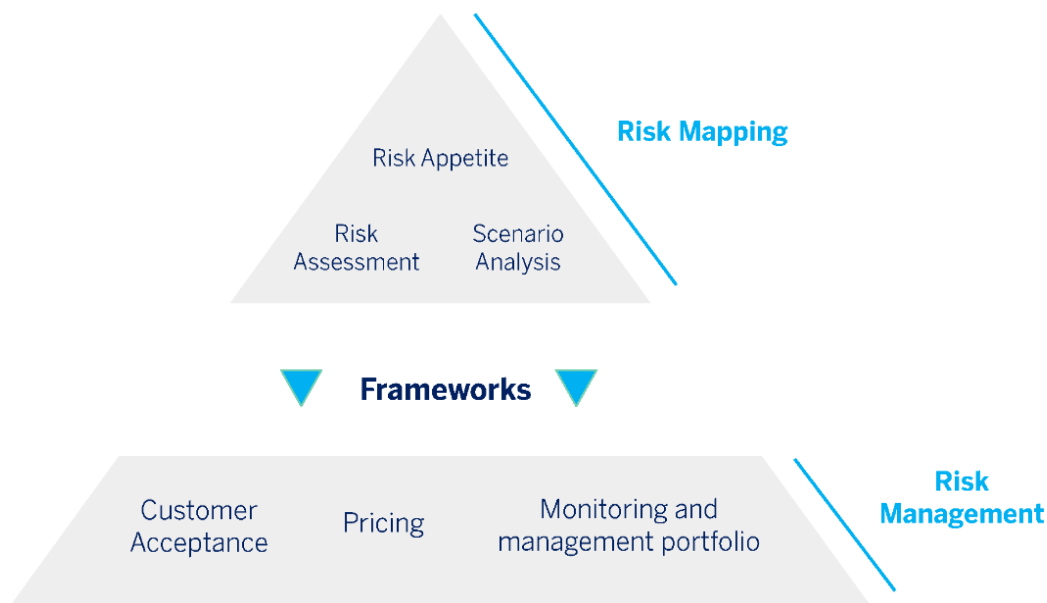 Risk Mapping
Risk Appetite
Risk
Assessment
Scenario
Analysis
Frameworks
Customer
Acceptance
Pricing
Monitoring and
management portfolio
Risk
Management